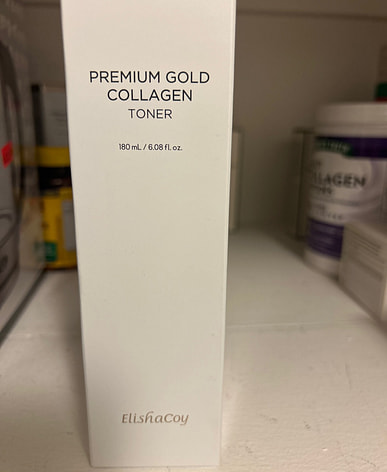 PREMIUM GOLD
COLLAGEN
TONER
180 mL / 6.08 fl. oz.
ElishaCoy